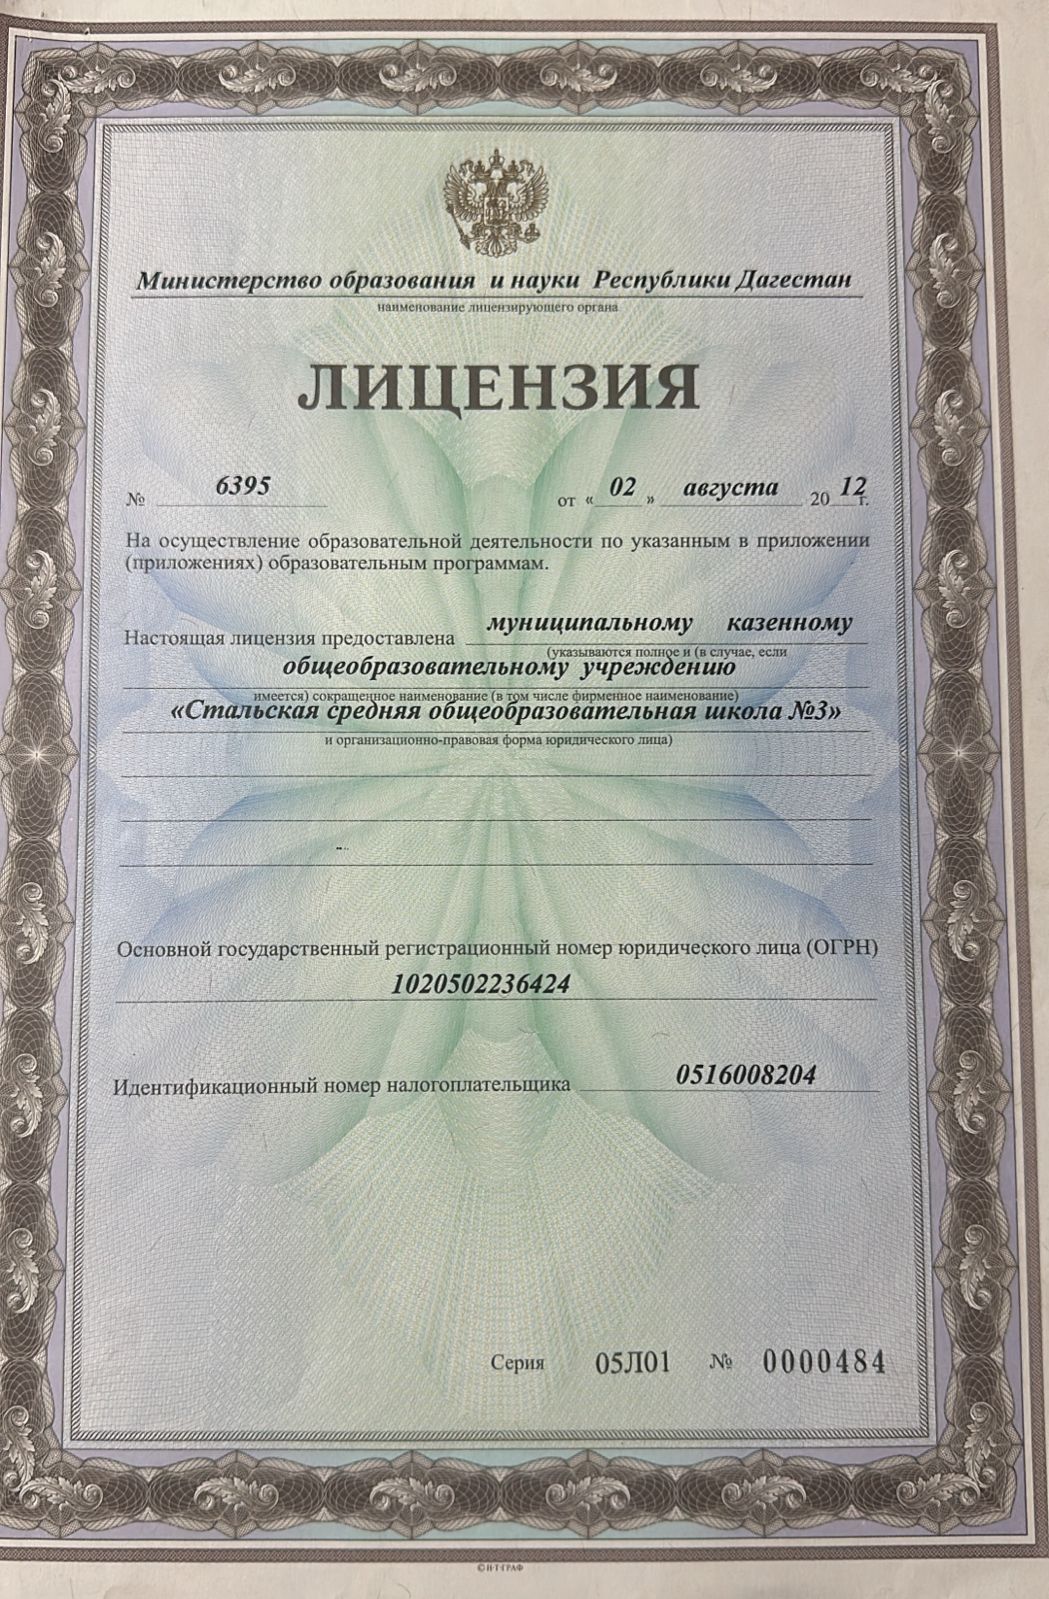 Министерство образования и науки Республики Дагестан
наименование лицензирующего органа
ЛИЦЕНЗИЯ
№ 6395 от « 02 » августа 20 12 г.
На осуществление образовательной деятельности по указанным в приложении
(приложениях) образовательным программам.
Настоящая лицензия предоставлена муниципальному казенному
(указываются полное и (в случае, если
общеобразовательному учреждению
имеется) сокращенное наименование (в том числе фирменное наименование)
«Стальская средняя общеобразовательная школа №3»
и организационно-правовая форма юридического лица)
Основной государственный регистрационный номер юридического лица (ОГРН)
1020502236424
Идентификационный номер налогоплательщика 0516008204
Серия 05Л01 № 0000484
© Н·Т·ГРАФ